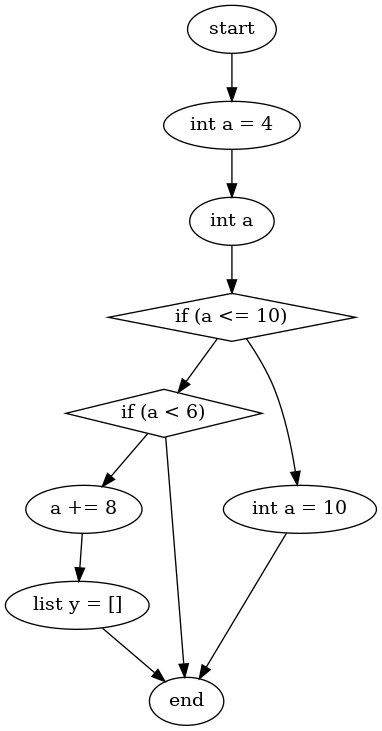 start
int a = 4
int a
if (a <= 10)
if (a < 6)
a += 8
int a = 10
list y = []
end